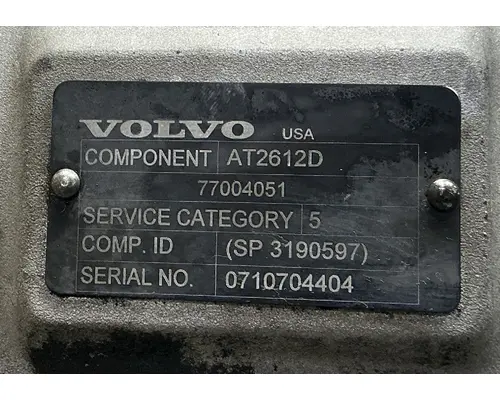 VOLVO USA
COMPONENT AT2612D
77004051
SERVICE CATEGORY 5
COMP. ID (SP 3190597)
SERIAL NO. 0710704404